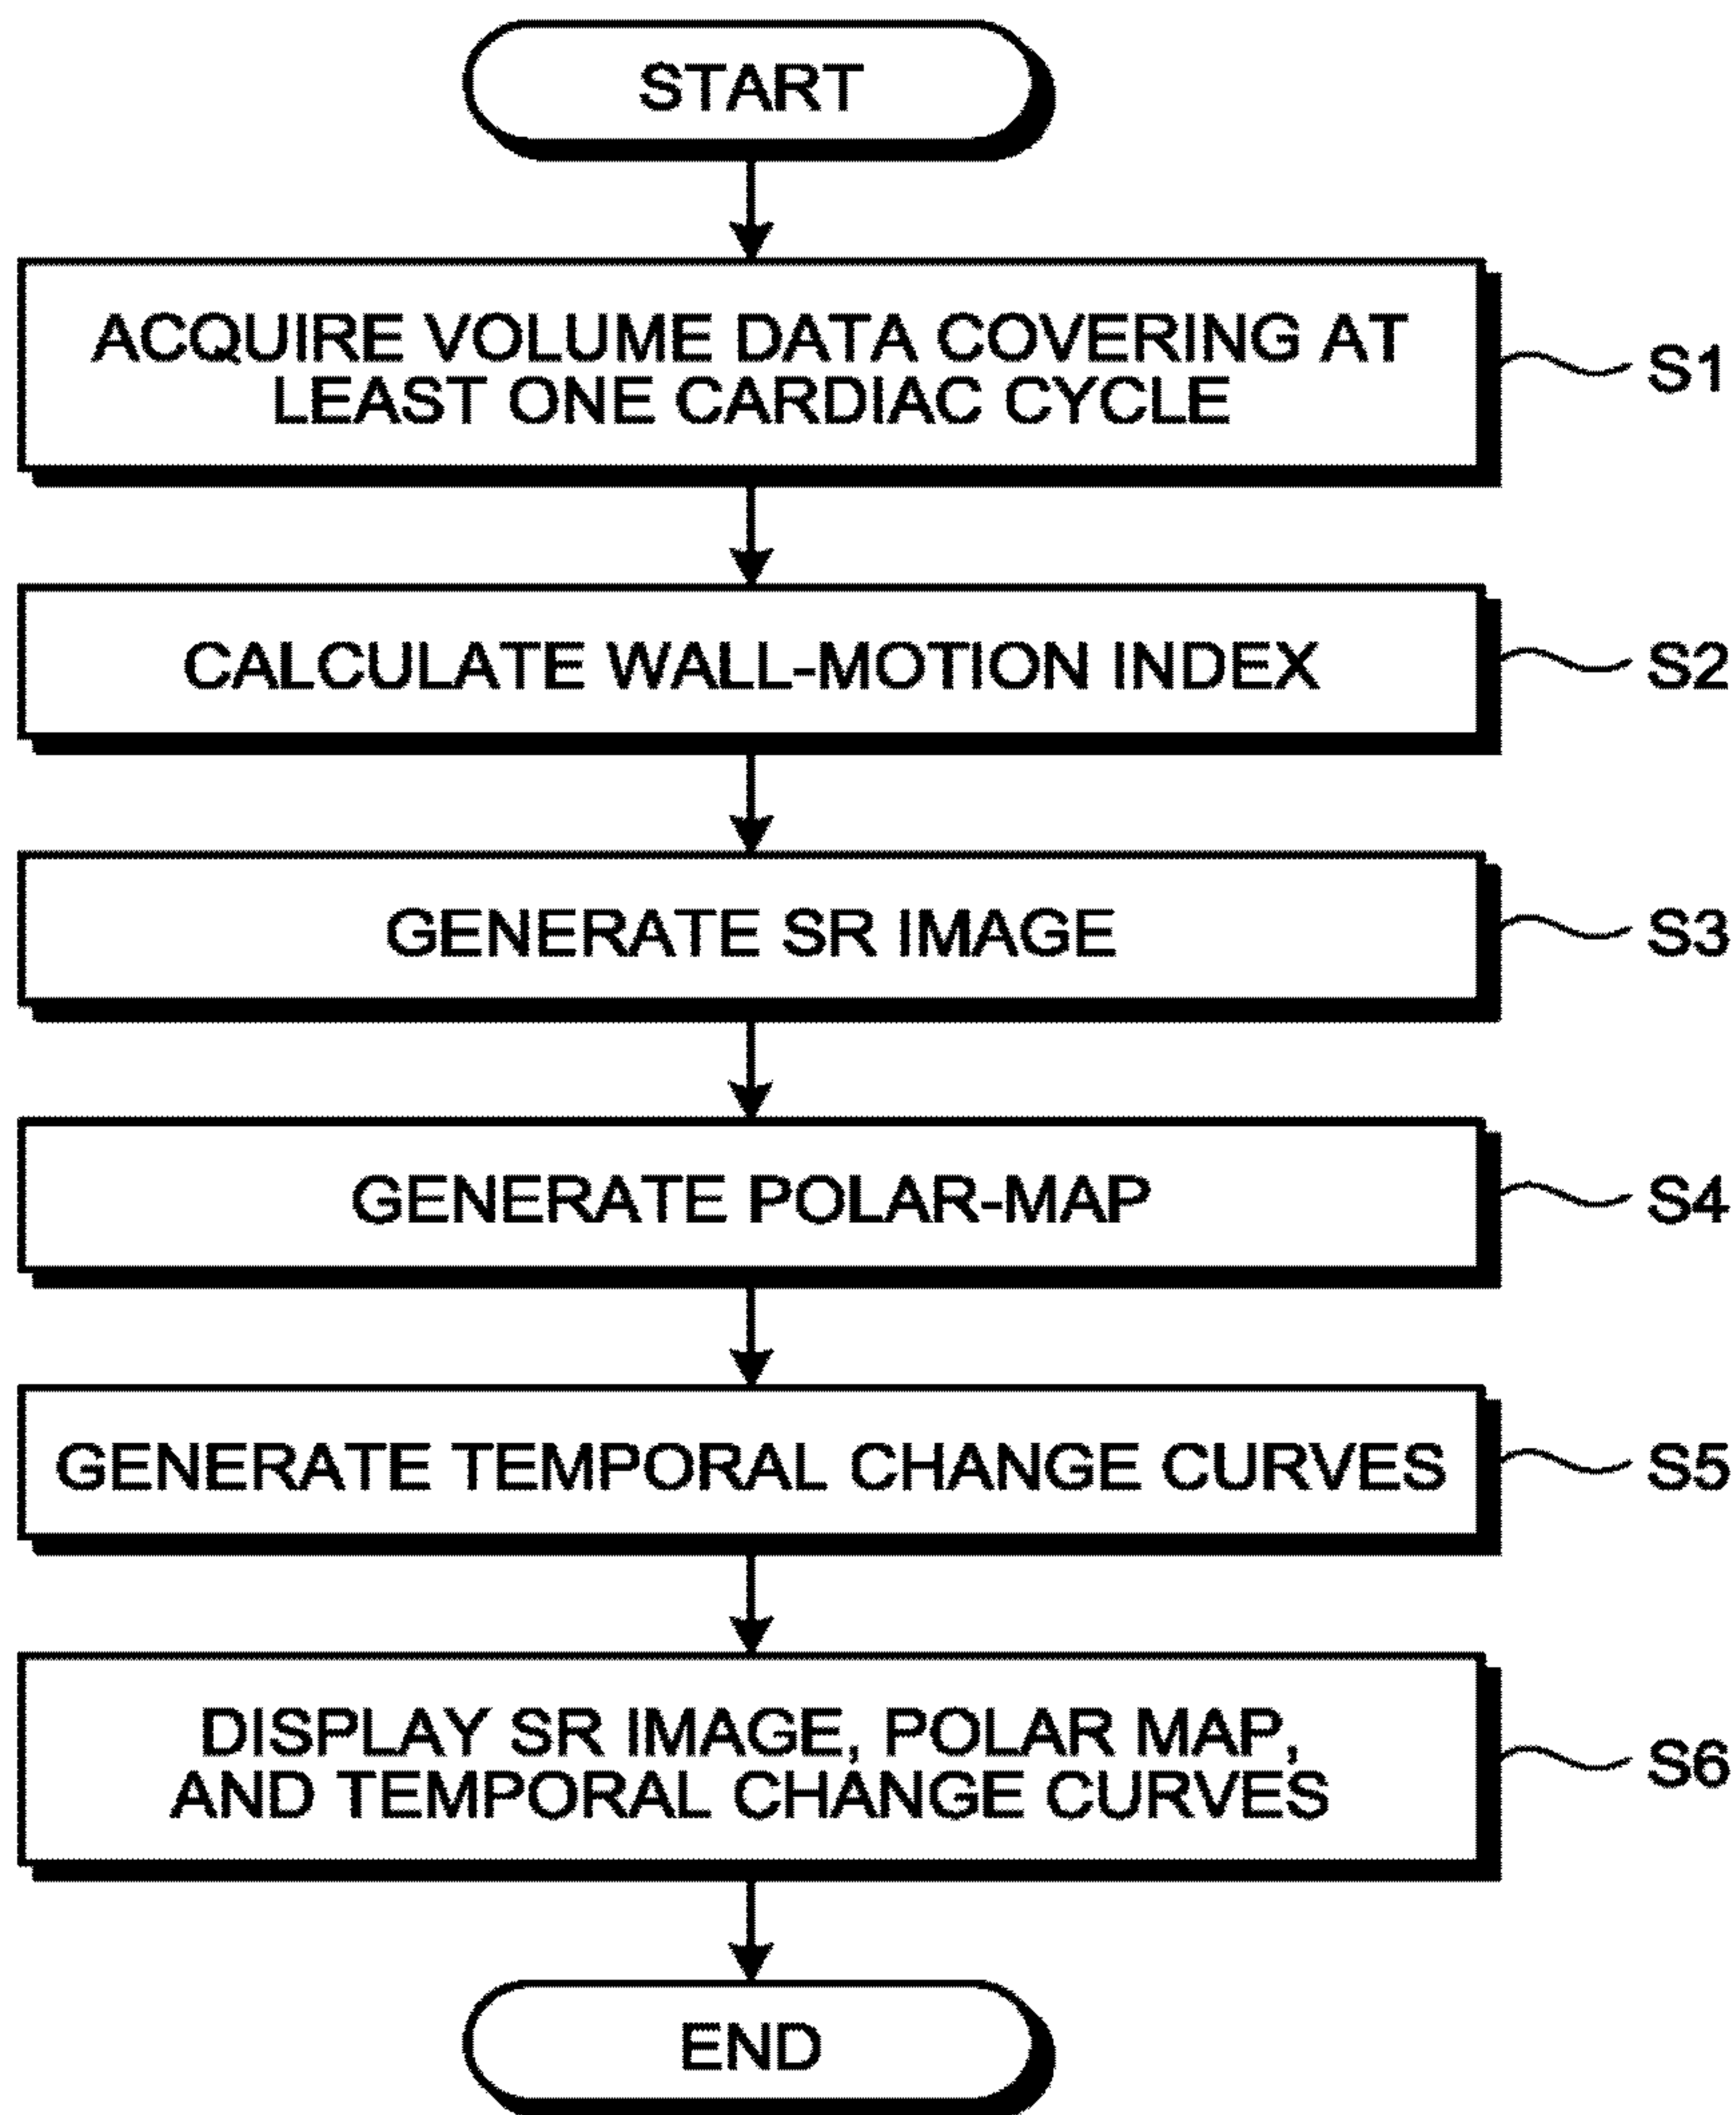 START
ACQUIRE VOLUME DATA COVERING AT
LEAST ONE CARDIAC CYCLE
S1
CALCULATE WALL-MOTION INDEX
S2
GENERATE SR IMAGE
S3
GENERATE POLAR-MAP
S4
GENERATE TEMPORAL CHANGE CURVES
S5
DISPLAY SR IMAGE, POLAR MAP,
AND TEMPORAL CHANGE CURVES
S6
END